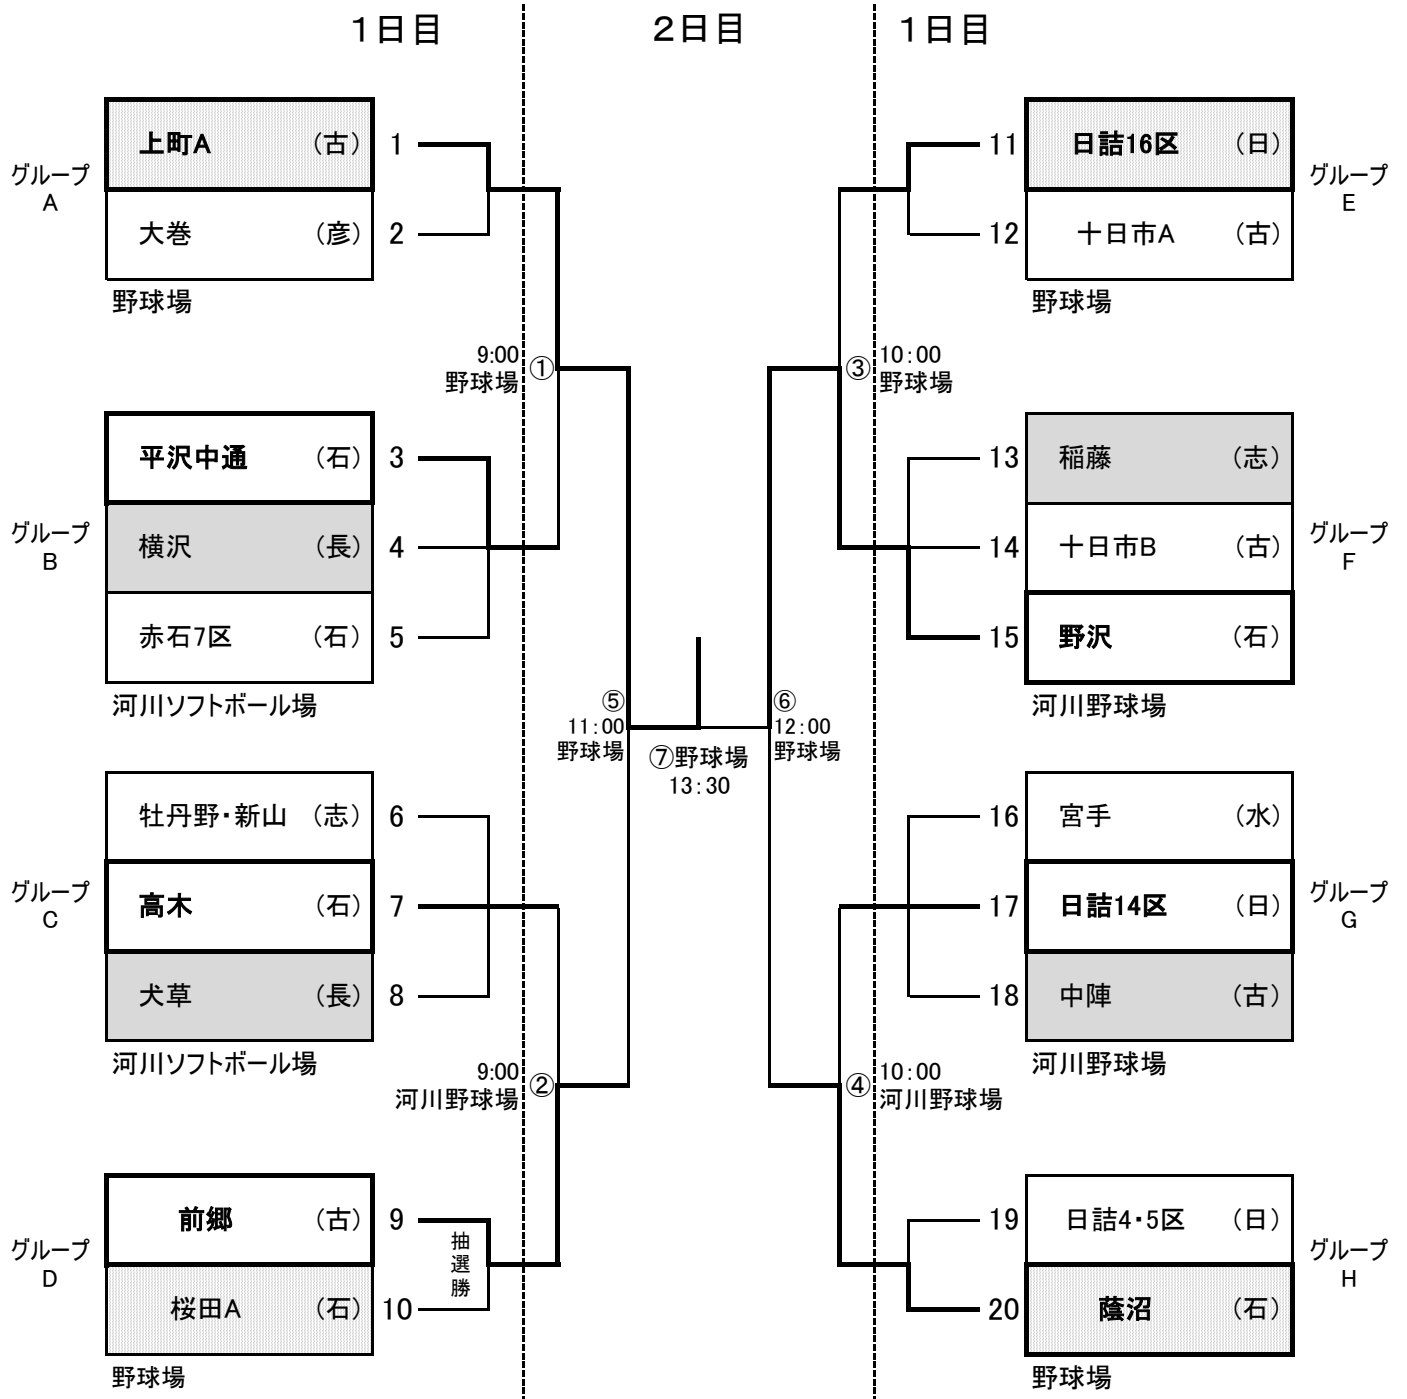 １日目
２日目
１日目
グループ
A
上町A （古） 1
大巻 （彦） 2
野球場
9:00
野球場
①
グループ
B
平沢中通 （石） 3
横沢 （長） 4
赤石7区 （石） 5
河川ソフトボール場
グループ
C
牡丹野・新山 （志） 6
高木 （石） 7
犬草 （長） 8
河川ソフトボール場
9:00
河川野球場
②
グループ
D
前郷 （古） 9
桜田A （石） 10
抽選勝
野球場
⑤
11：00
野球場
⑦野球場
13：30
⑥
12：00
野球場
11 日詰16区 （日）
12 十日市A （古）
グループ
E
野球場
③
10：00
野球場
13 稲藤 （志）
14 十日市B （古）
15 野沢 （石）
グループ
F
河川野球場
16 宮手 （水）
17 日詰14区 （日）
18 中陣 （古）
グループ
G
河川野球場
④
10：00
河川野球場
19 日詰4・5区 （日）
20 蔭沼 （石）
グループ
H
野球場